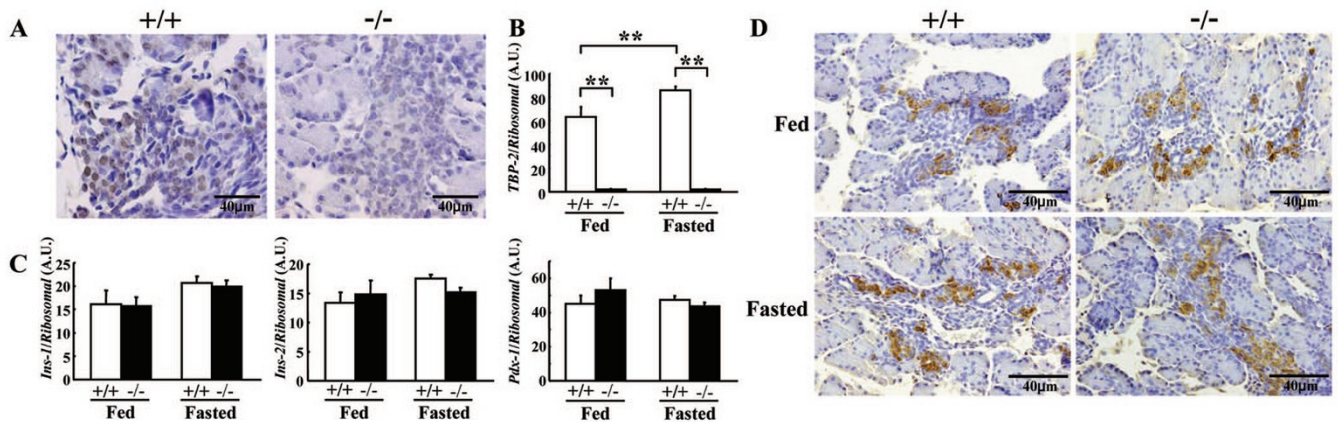 A
+/+
-/-
40μm
40μm
B
TBP-2/Ribosomal (A.U.)
100
80
60
40
20
0
**
**
**
+/+ -/-
+/+ -/-
Fed
Fasted
C
Ins-1/Ribosomal (A.U.)
25
20
15
10
5
0
+/+ -/-
+/+ -/-
Fed
Fasted
Ins-2/Ribosomal (A.U.)
20
15
10
5
0
+/+ -/-
+/+ -/-
Fed
Fasted
Pdx-1/Ribosomal (A.U.)
60
40
20
0
+/+ -/-
+/+ -/-
Fed
Fasted
D
+/+
-/-
Fed
40μm
40μm
Fasted
40μm
40μm